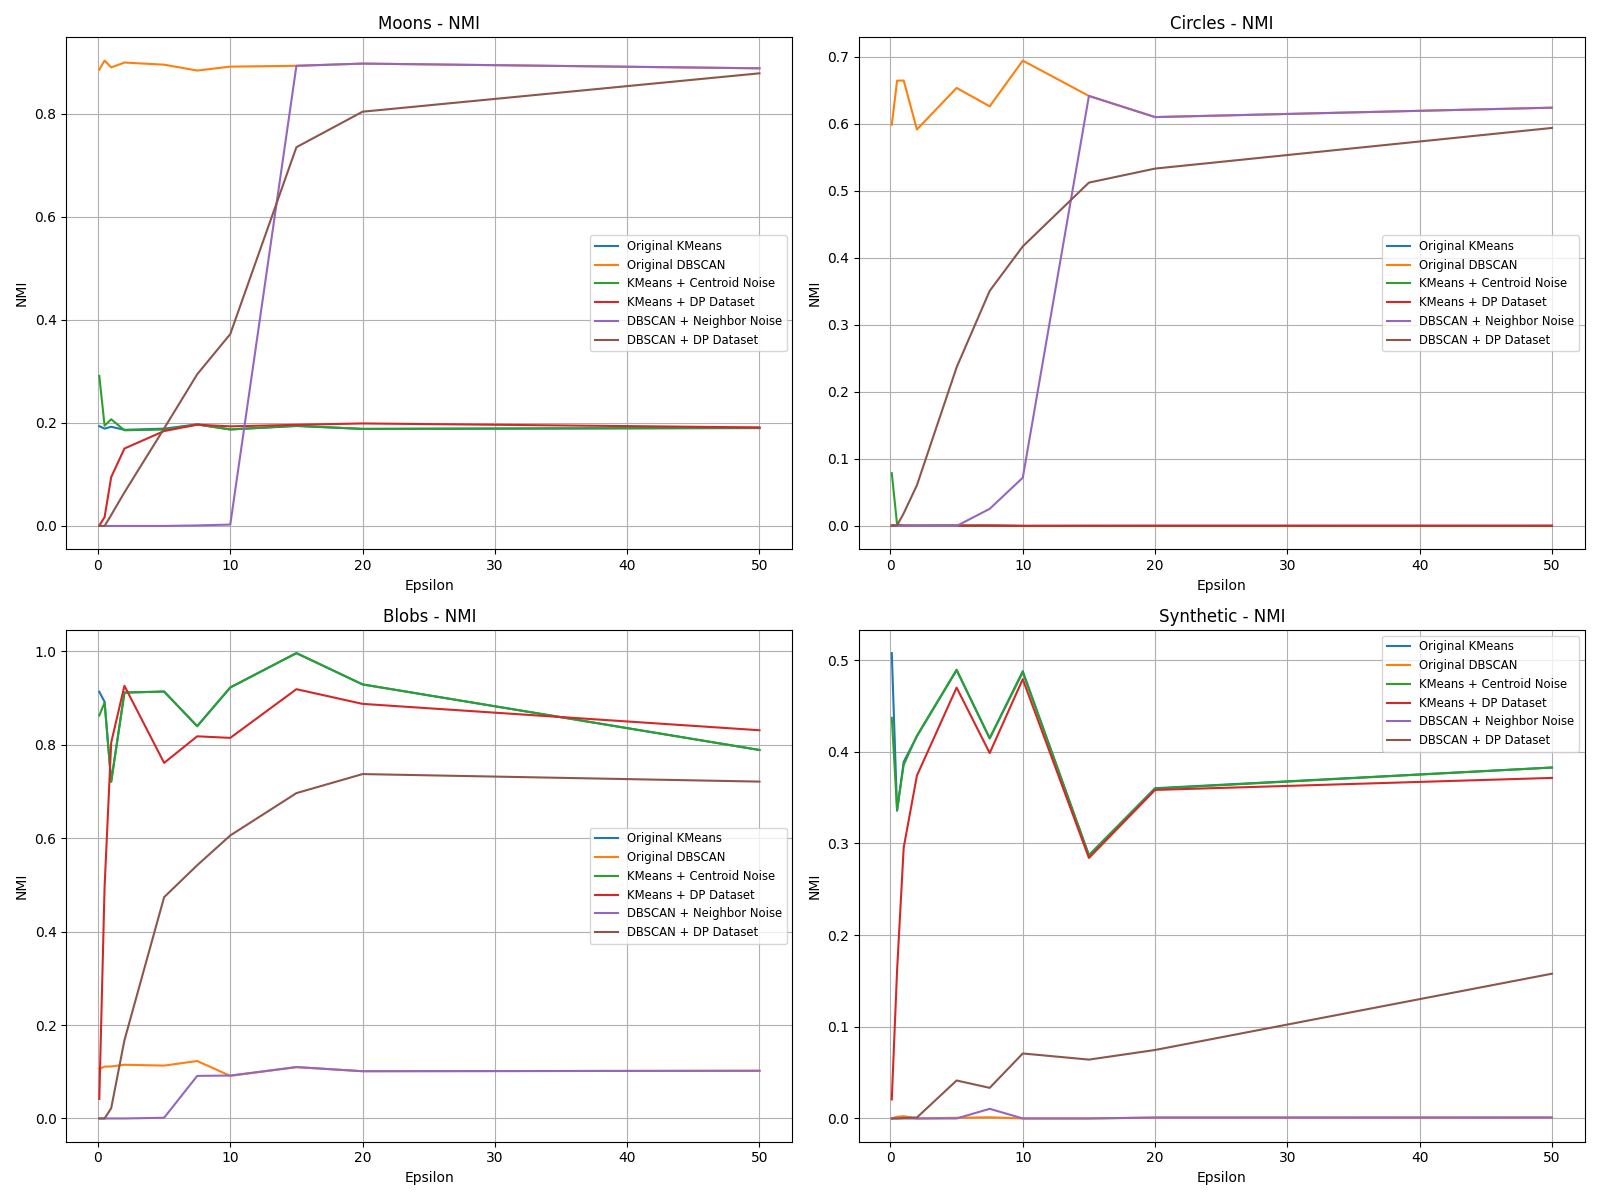 Moons - NMI
NMI
0.8
0.6
0.4
0.2
0.0
Original KMeans
Original DBSCAN
KMeans + Centroid Noise
KMeans + DP Dataset
DBSCAN + Neighbor Noise
DBSCAN + DP Dataset
0 10 20 30 40 50
Epsilon
Circles - NMI
NMI
0.7
0.6
0.5
0.4
0.3
0.2
0.1
0.0
Original KMeans
Original DBSCAN
KMeans + Centroid Noise
KMeans + DP Dataset
DBSCAN + Neighbor Noise
DBSCAN + DP Dataset
0 10 20 30 40 50
Epsilon
Blobs - NMI
NMI
1.0
0.8
0.6
0.4
0.2
0.0
Original KMeans
Original DBSCAN
KMeans + Centroid Noise
KMeans + DP Dataset
DBSCAN + Neighbor Noise
DBSCAN + DP Dataset
0 10 20 30 40 50
Epsilon
Synthetic - NMI
NMI
0.5
0.4
0.3
0.2
0.1
0.0
Original KMeans
Original DBSCAN
KMeans + Centroid Noise
KMeans + DP Dataset
DBSCAN + Neighbor Noise
DBSCAN + DP Dataset
0 10 20 30 40 50
Epsilon